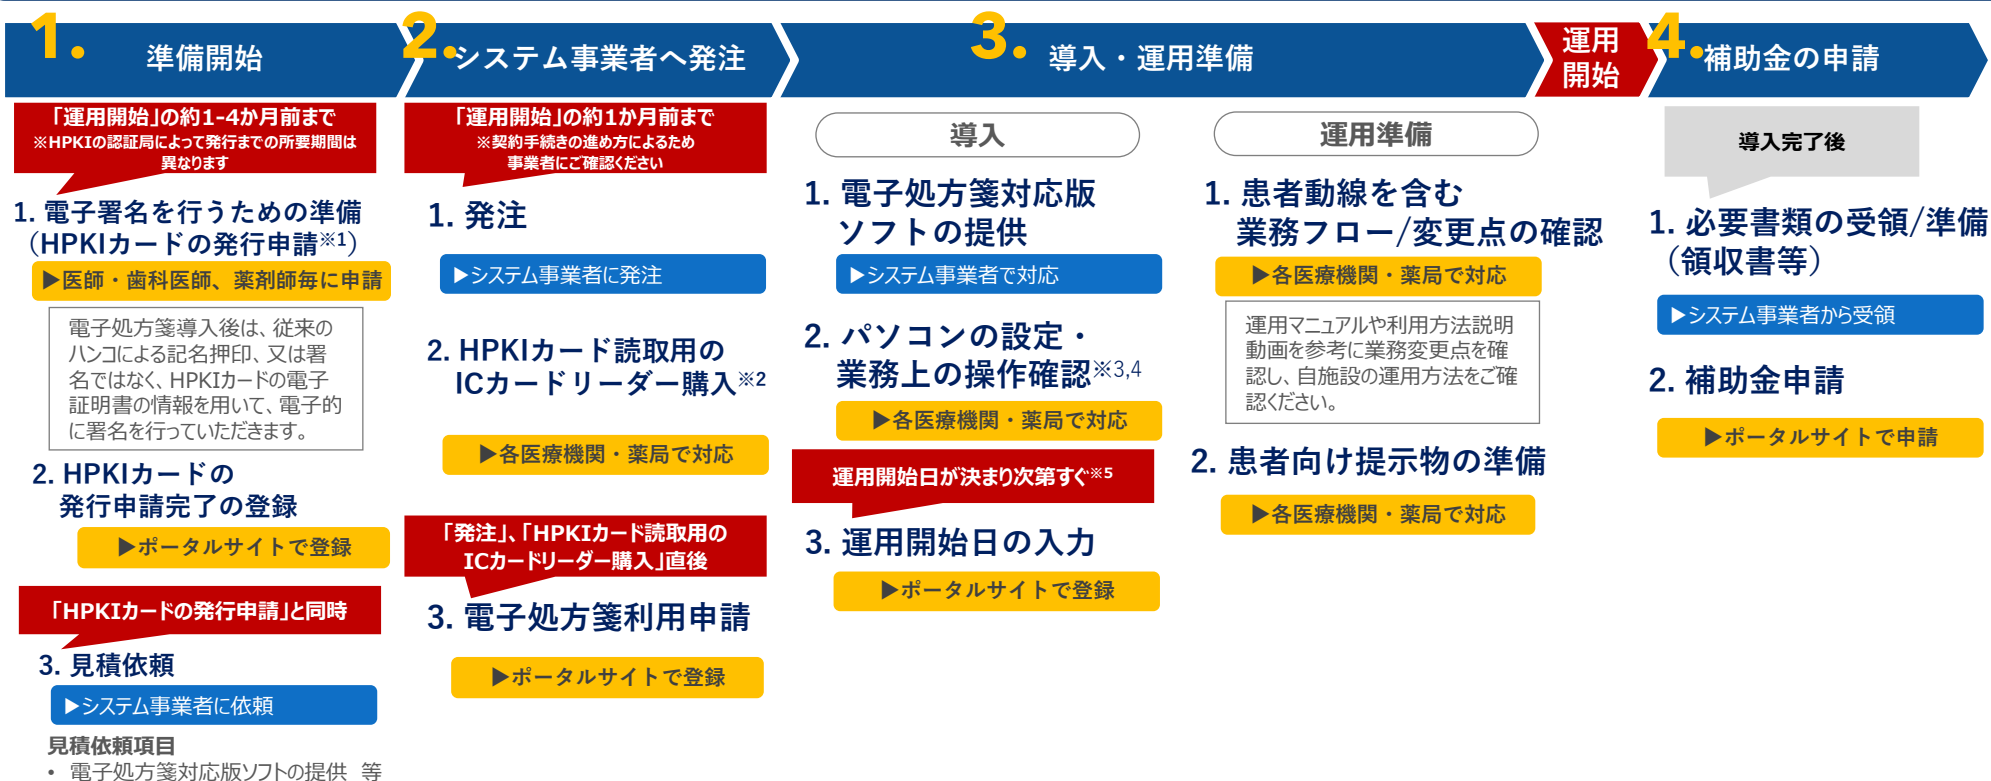 1. 準備開始
2. システム事業者へ発注
3. 導入・運用準備
運用
開始
4. 補助金の申請
「運用開始」の約1-4か月前まで
※HPKIの認証局によって発行までの所要期間は
異なります
1. 電子署名を行うための準備
（HPKIカードの発行申請※1）
▶医師・歯科医師、薬剤師毎に申請
電子処方箋導入後は、従来の
ハンコによる記名押印、又は署
名ではなく、HPKIカードの電子
証明書の情報を用いて、電子的
に署名を行っていただきます。
2. HPKIカードの
発行申請完了の登録
▶ポータルサイトで登録
「HPKIカードの発行申請」と同時
3. 見積依頼
▶システム事業者に依頼
見積依頼項目
• 電子処方箋対応版ソフトの提供 等
「運用開始」の約1か月前まで
※契約手続きの進め方によるため
事業者にご確認ください
1. 発注
▶システム事業者に発注
2. HPKIカード読取用の
ICカードリーダー購入※2
▶各医療機関・薬局で対応
「発注」、「HPKIカード読取用の
ICカードリーダー購入」直後
3. 電子処方箋利用申請
▶ポータルサイトで登録
導入
1. 電子処方箋対応版
ソフトの提供
▶システム事業者で対応
2. パソコンの設定・
業務上の操作確認※3,4
▶各医療機関・薬局で対応
運用開始日が決まり次第すぐ※5
3. 運用開始日の入力
▶ポータルサイトで登録
運用準備
1. 患者動線を含む
業務フロー/変更点の確認
▶各医療機関・薬局で対応
運用マニュアルや利用方法説明
動画を参考に業務変更点を確
認し、自施設の運用方法をご確
認ください。
2. 患者向け提示物の準備
▶各医療機関・薬局で対応
導入完了後
1. 必要書類の受領/準備
（領収書等）
▶システム事業者から受領
2. 補助金申請
▶ポータルサイトで申請